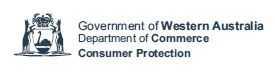 Government of Western Australia
Department of Commerce
Consumer Protection